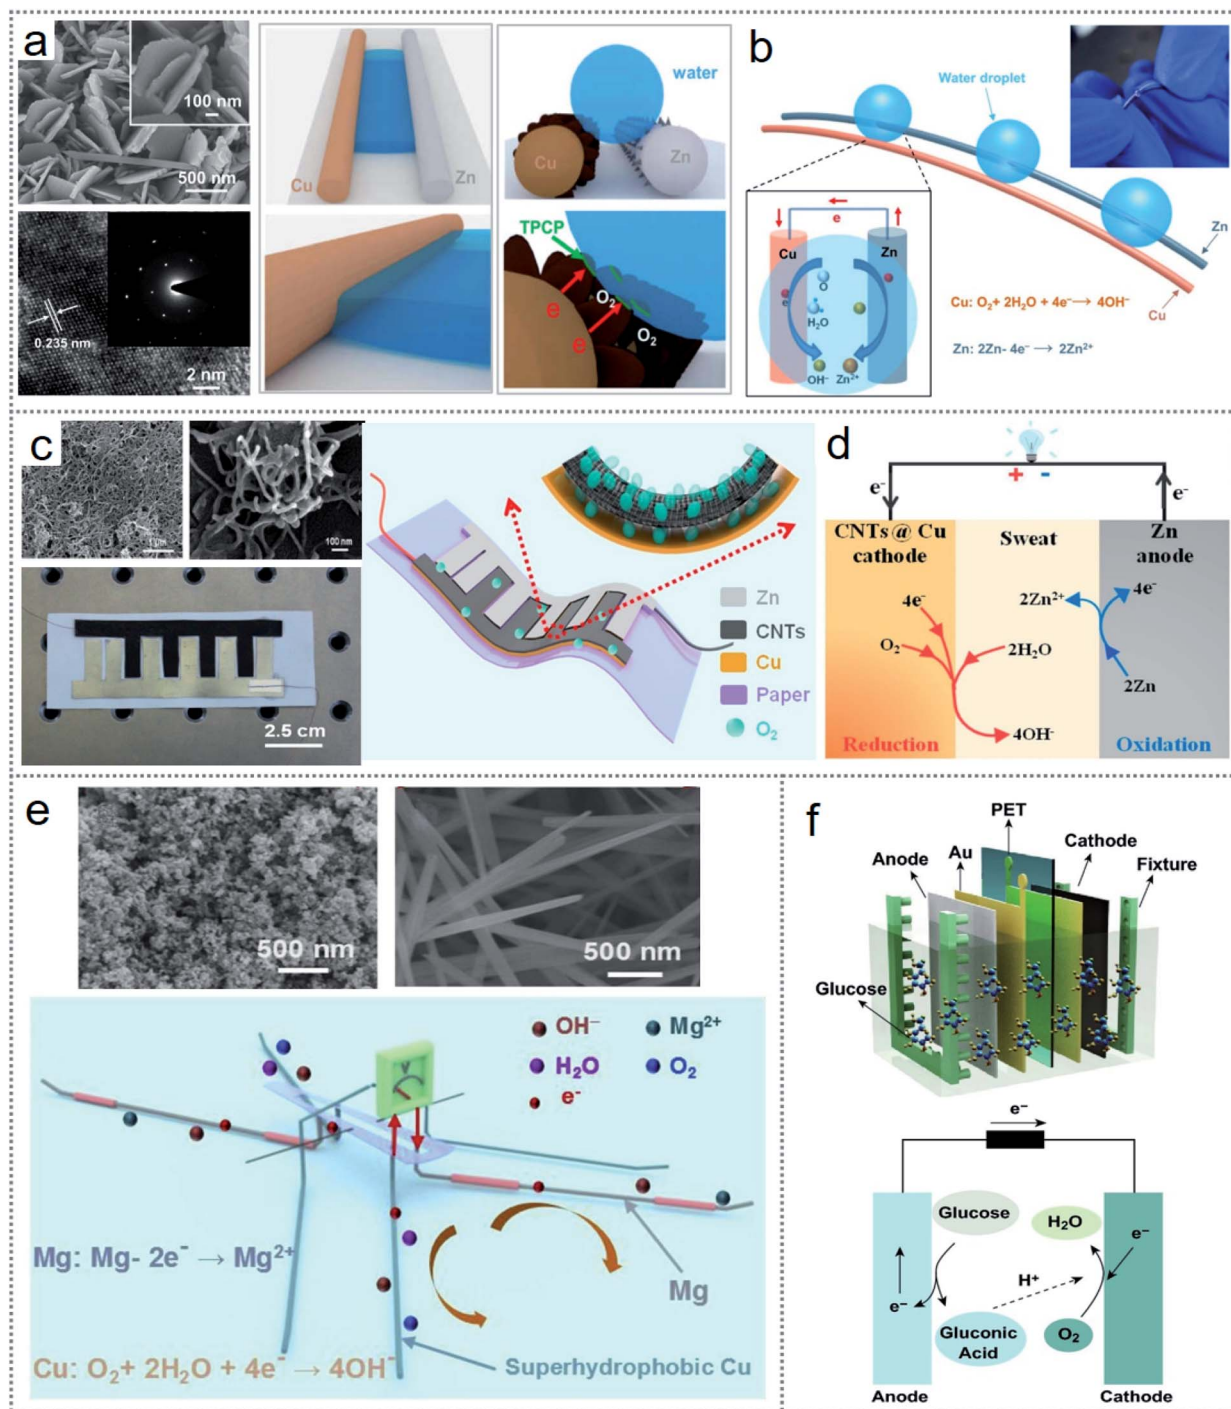 a
100 nm
500 nm
0.235 nm
2 nm
Cu
Zn
water
Cu
Zn
TPCP
O₂
O₂
e
e
b
Water droplet
Zn
Cu
e
Cu
Zn
e
O
H₂O
OH⁻
Zn²⁺
Cu: O₂+ 2H₂O + 4e⁻→ 4OH⁻
Zn: 2Zn- 4e⁻ → 2Zn²⁺
c
1 μm
100 nm
2.5 cm
Zn
CNTs
Cu
Paper
O₂
d
+ -
e⁻
e⁻
CNTs@ Cu
cathode
Sweat
Zn
anode
4e⁻
2Zn²⁺
4e⁻
O₂
2H₂O
2Zn
4OH⁻
Reduction
Oxidation
e
500 nm
500 nm
OH⁻
Mg²⁺
H₂O
O₂
e⁻
V
Mg: Mg- 2e⁻ → Mg²⁺
Mg
Superhydrophobic Cu
Cu: O₂+ 2H₂O + 4e⁻ → 4OH⁻
f
PET
Anode
Au
Cathode
Fixture
Glucose
e⁻
Glucose
H₂O
e⁻
H⁺
e⁻
Gluconic
Acid
O₂
Anode
Cathode